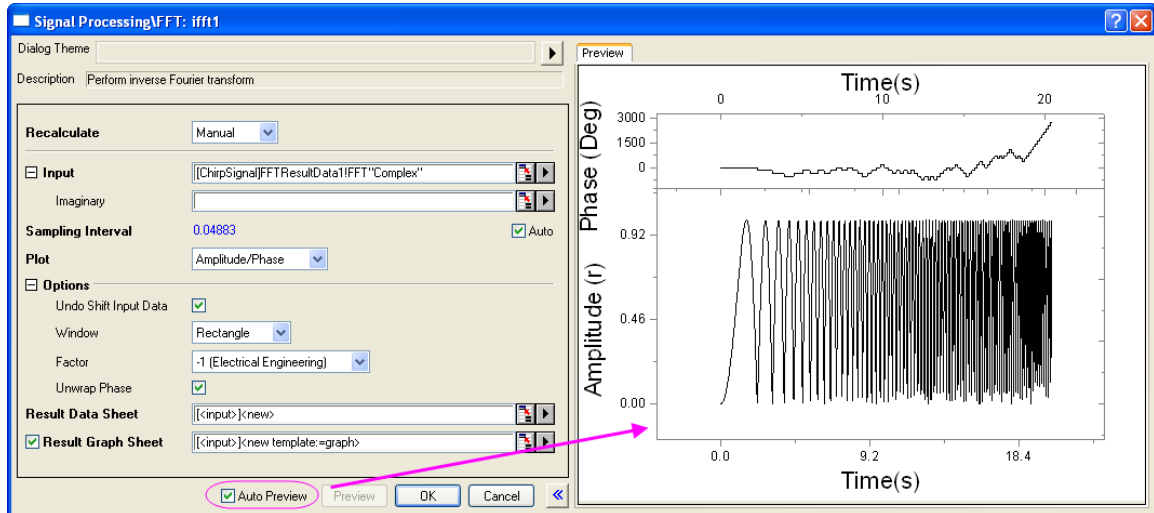 Signal Processing\FFT: ifft1
Dialog Theme
Description Perform inverse Fourier transform
Recalculate Manual
Input [ChirpSignal]FFTResultData1!FFT"Complex"
Imaginary
Sampling Interval 0.04883 Auto
Plot Amplitude/Phase
Options
Undo Shift Input Data
Window Rectangle
Factor -1 (Electrical Engineering)
Unwrap Phase
Result Data Sheet [<input>]<new>
Result Graph Sheet [<input>]<new template:=graph>
Auto Preview Preview OK Cancel
Preview
Time(s)
0 10 20
Phase (Deg)
3000
1500
0
Amplitude (r)
0.92
0.46
0.00
0.0 9.2 18.4
Time(s)